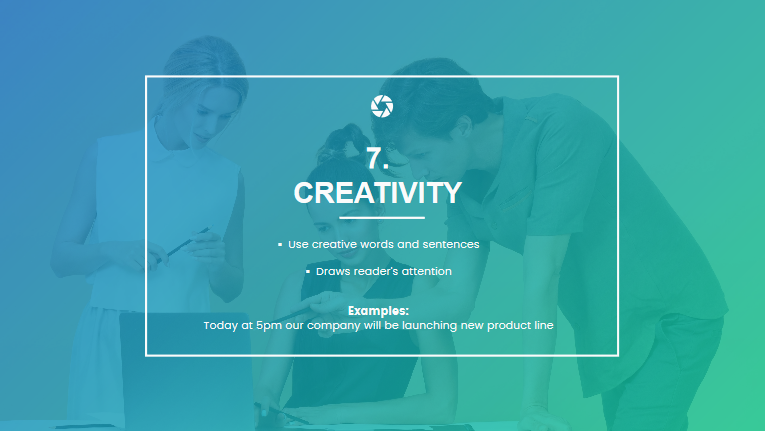 7.
CREATIVITY
▪ Use creative words and sentences
▪ Draws reader's attention
Examples:
Today at 5pm our company will be launching new product line